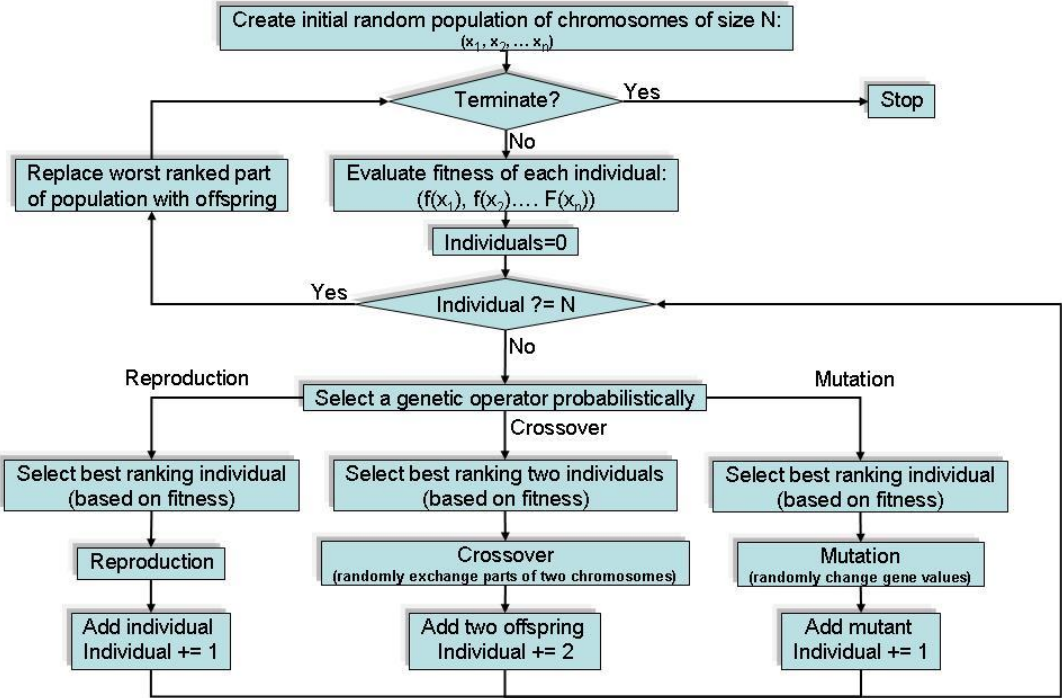 Create initial random population of chromosomes of size N:
(x1, x2, … xn)
Terminate?
Yes
Stop
No
Replace worst ranked part
of population with offspring
Evaluate fitness of each individual:
(f(x1), f(x2)…. F(xn))
Individuals=0
Yes
Individual ?= N
No
Reproduction
Mutation
Select a genetic operator probabilistically
Crossover
Select best ranking individual
(based on fitness)
Select best ranking two individuals
(based on fitness)
Select best ranking individual
(based on fitness)
Reproduction
Crossover
(randomly exchange parts of two chromosomes)
Mutation
(randomly change gene values)
Add individual
Individual += 1
Add two offspring
Individual += 2
Add mutant
Individual += 1